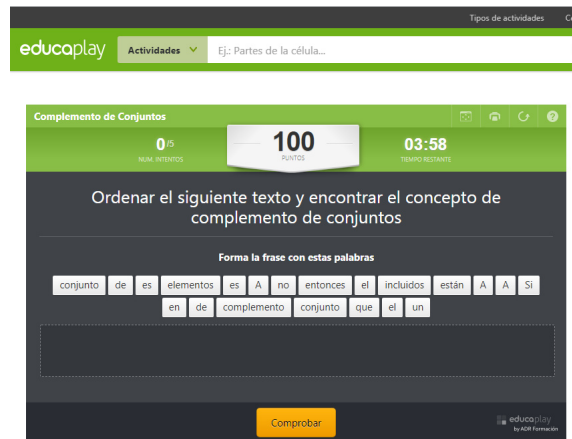 Tipos de actividades
educaplay Actividades Ej.: Partes de la célula...
Complemento de Conjuntos
0/5 100 03:58
NUM. INTENTOS PUNTOS TIEMPO RESTANTE
Ordenar el siguiente texto y encontrar el concepto de
complemento de conjuntos
Forma la frase con estas palabras
conjunto de es elementos es A no entonces el incluidos están A A Si
en de complemento conjunto que el un
Comprobar
educaplay
by ADR Formación